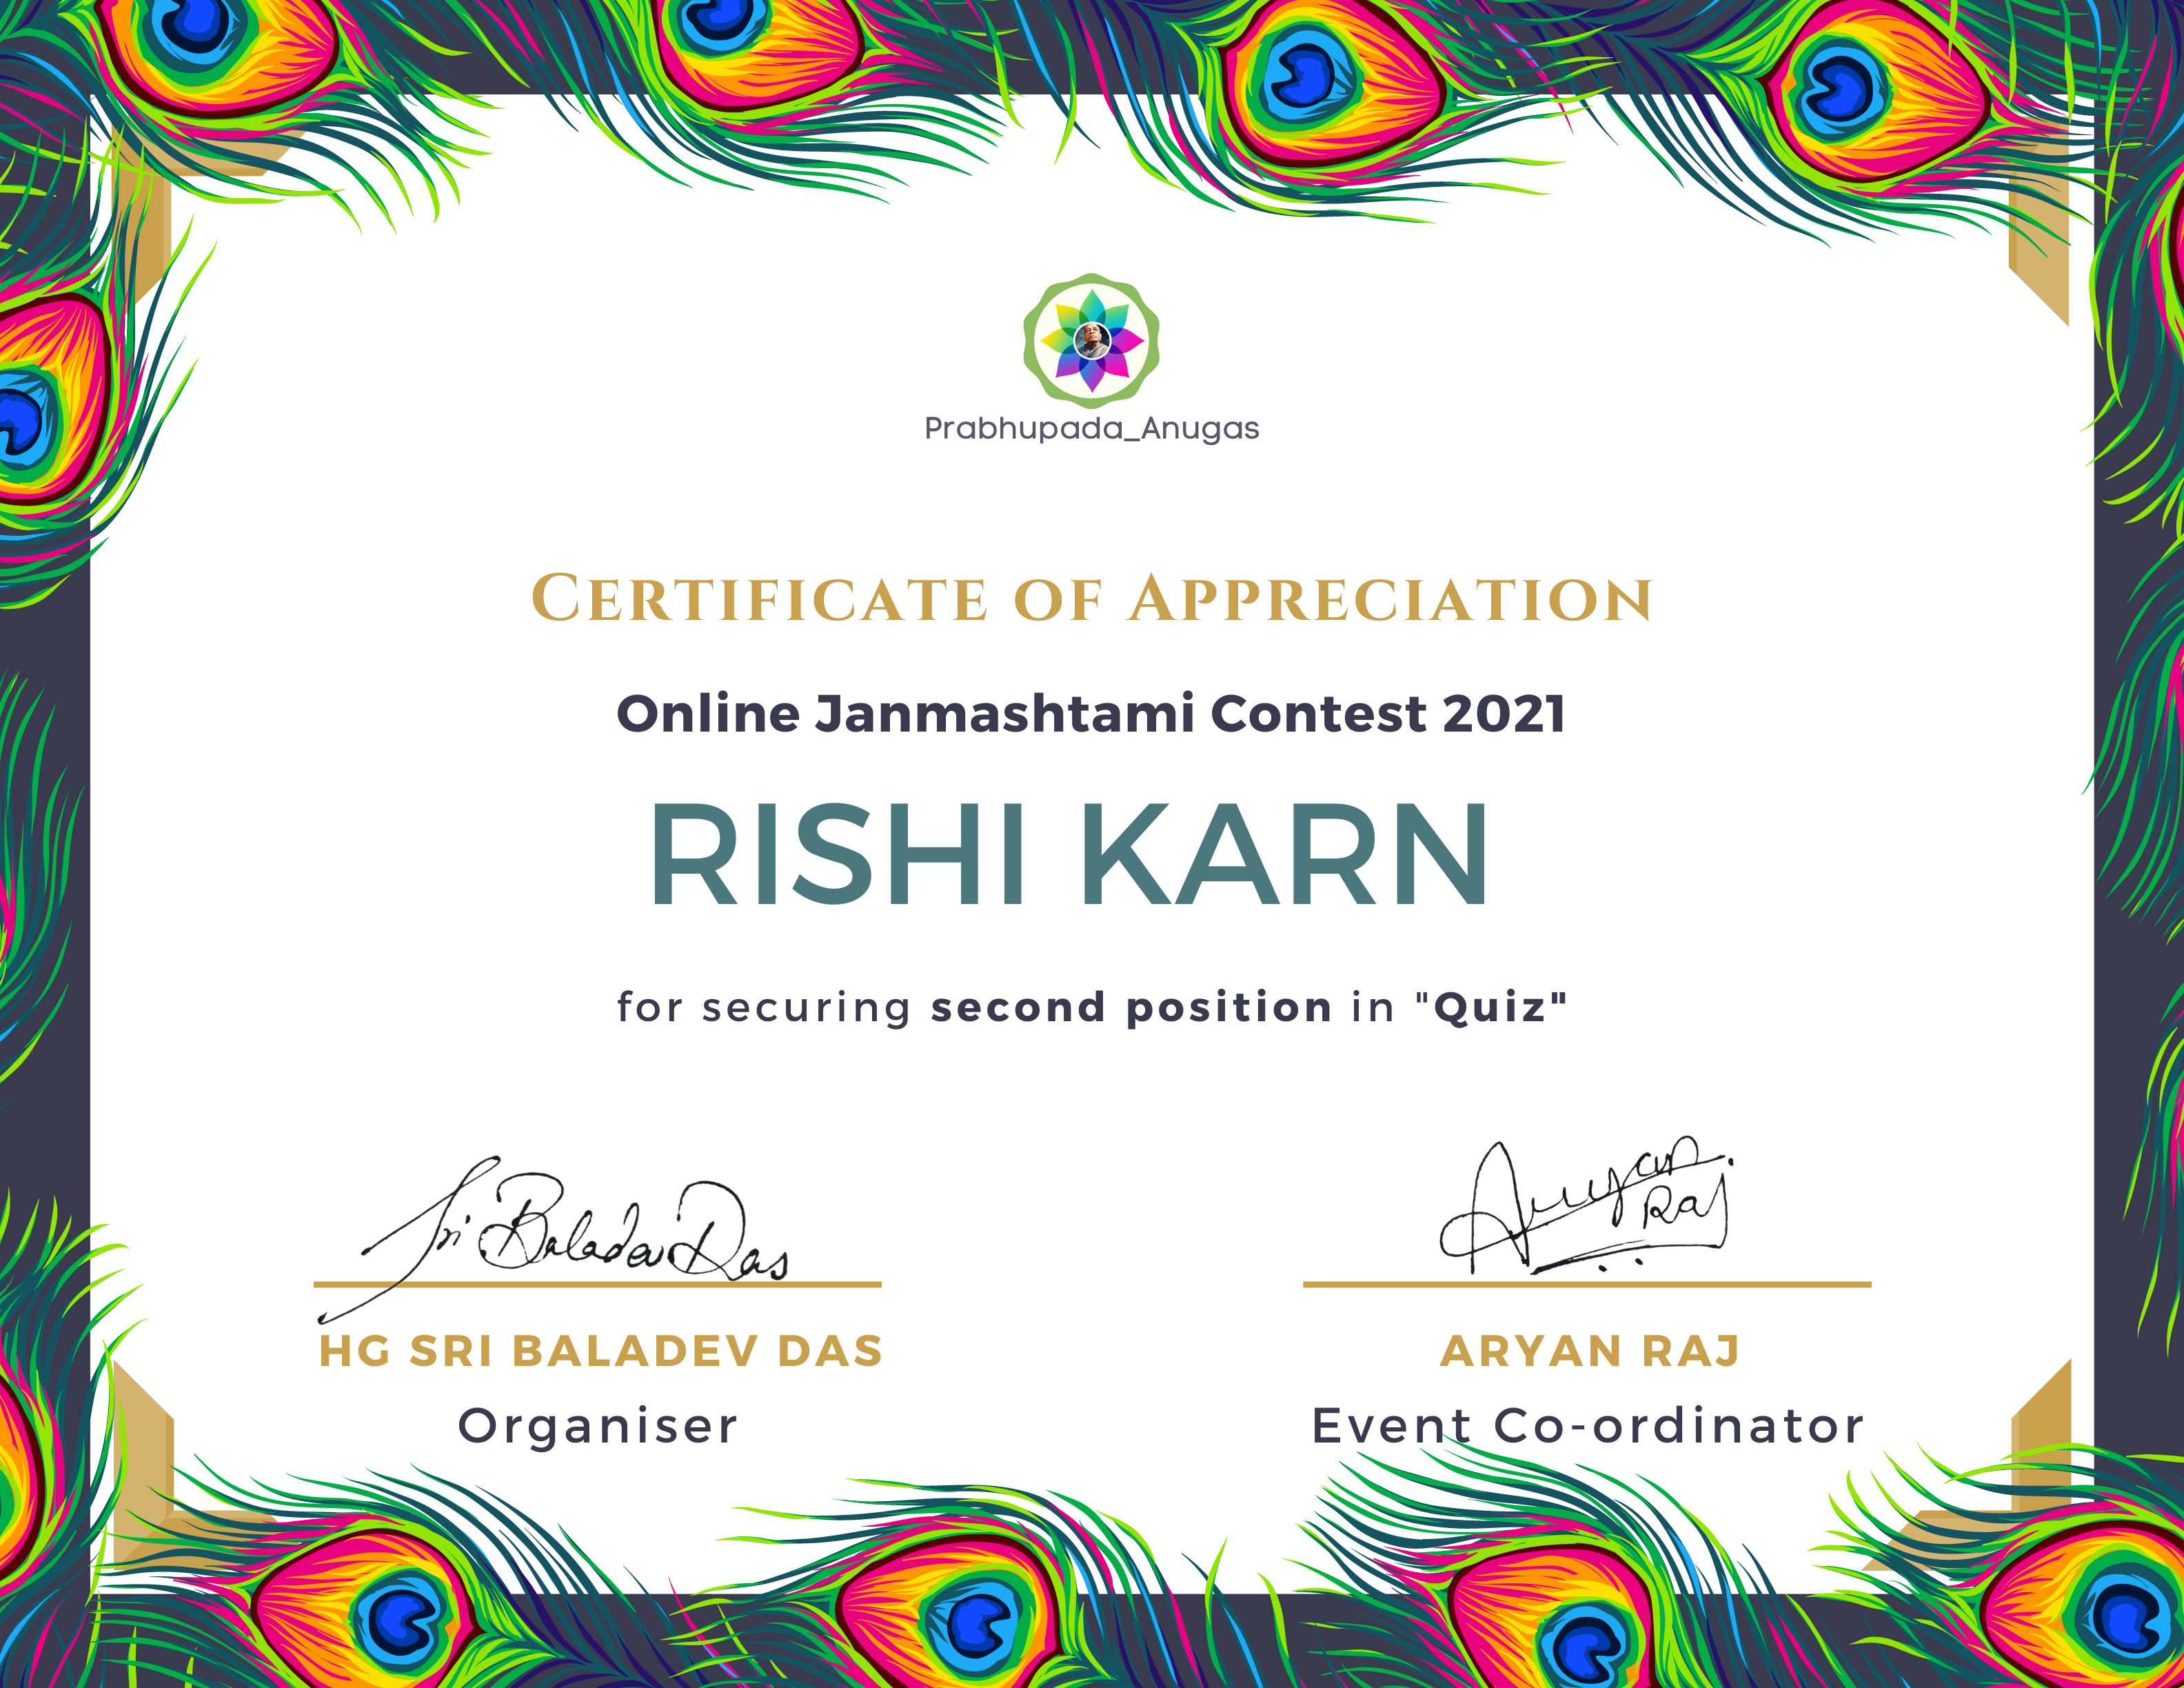 Prabhupada_Anugas
CERTIFICATE OF APPRECIATION
Online Janmashtami Contest 2021
RISHI KARN
for securing second position in "Quiz"
Sri Baladev Das
Aryan
Raj
HG SRI BALADEV DAS
ARYAN RAJ
Organiser
Event Co-ordinator